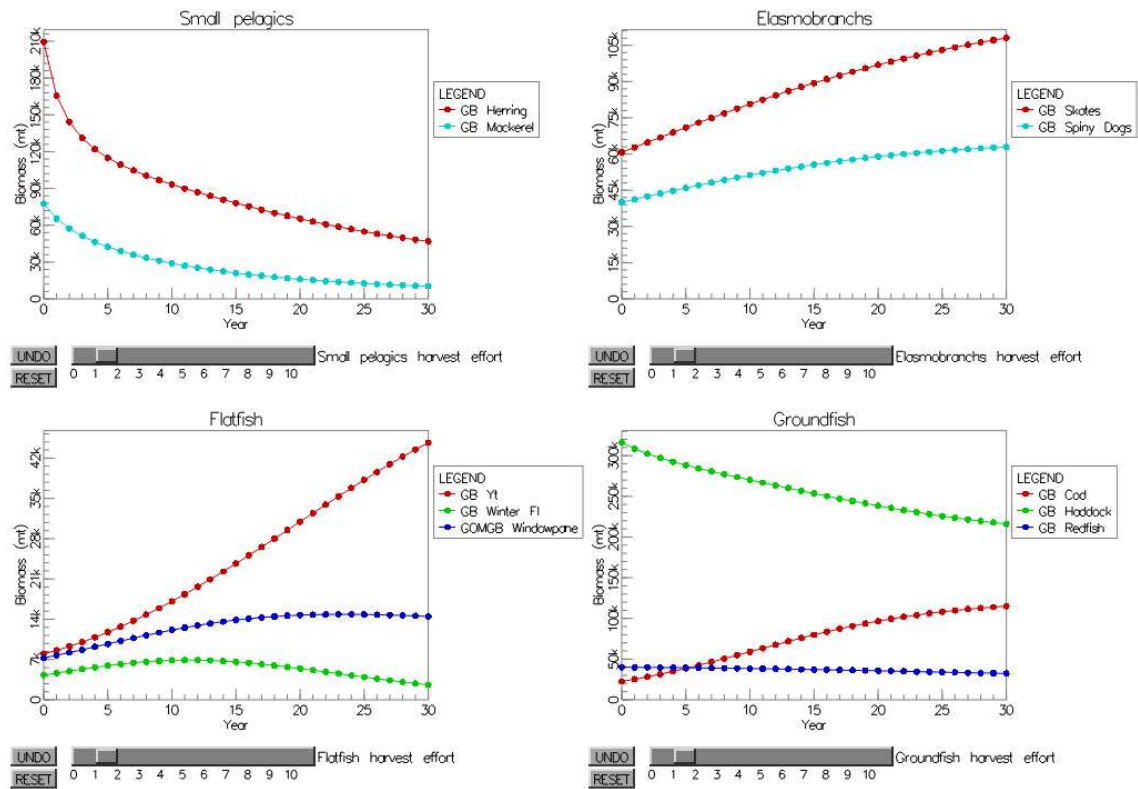 Small pelagics
Biomass (mt)
0 30k 60k 90k 120k 150k 180k 210k
0 5 10 15 20 25 30
Year
LEGEND
GB Herring
GB Mackerel
UNDO
RESET
0 1 2 3 4 5 6 7 8 9 10
Small pelagics harvest effort
Elasmobranchs
Biomass (mt)
0 15k 30k 45k 60k 75k 90k 105k
0 5 10 15 20 25 30
Year
LEGEND
GB Skates
GB Spiny Dogs
UNDO
RESET
0 1 2 3 4 5 6 7 8 9 10
Elasmobranchs harvest effort
Flatfish
Biomass (mt)
0 7k 14k 21k 28k 35k 42k
0 5 10 15 20 25 30
Year
LEGEND
GB Yt
GB Winter Fl
GOMGB Windowpane
UNDO
RESET
0 1 2 3 4 5 6 7 8 9 10
Flatfish harvest effort
Groundfish
Biomass (mt)
0 50k 100k 150k 200k 250k 300k
0 5 10 15 20 25 30
Year
LEGEND
GB Cod
GB Haddock
GB Redfish
UNDO
RESET
0 1 2 3 4 5 6 7 8 9 10
Groundfish harvest effort